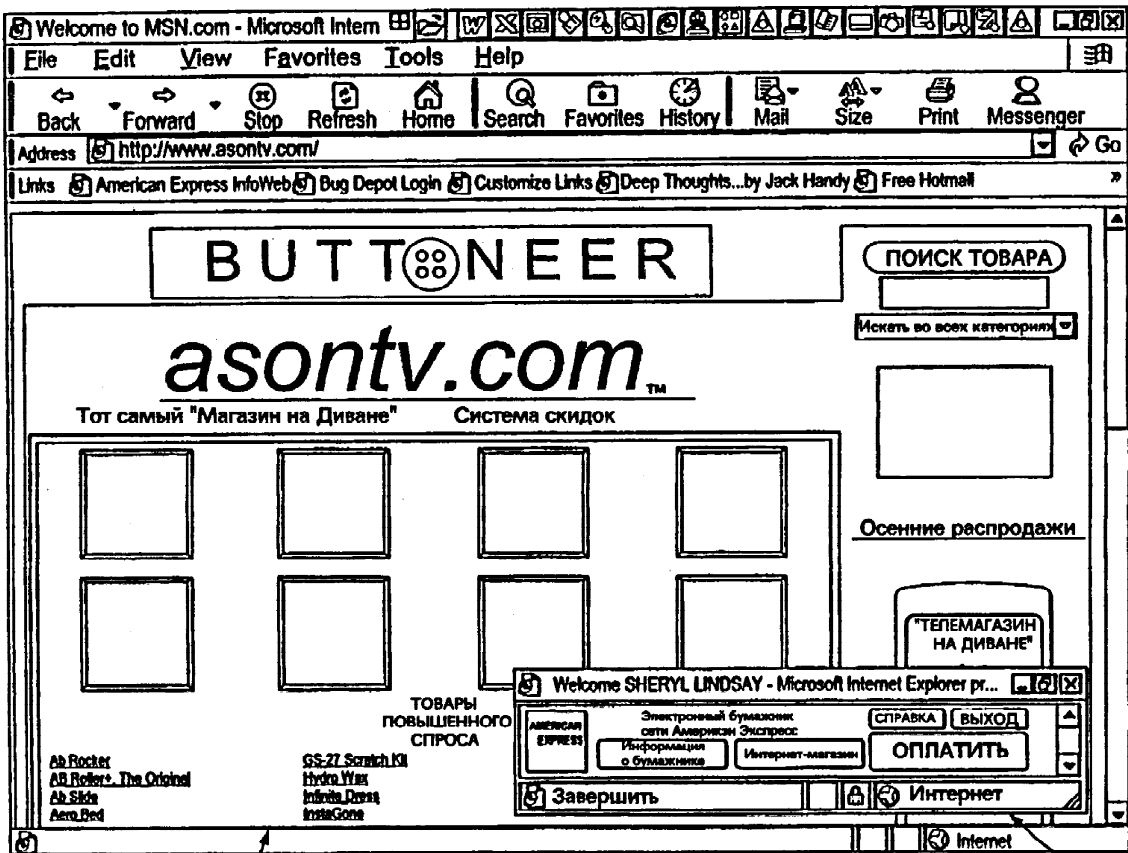 Welcome to MSN.com - Microsoft Intern
File Edit View Favorites Tools Help
Back Forward Stop Refresh Home Search Favorites History Mail Size Print Messenger
Address http://www.asontv.com/ Go
Links American Express InfoWeb Bug Depot Login Customize Links Deep Thoughts...by Jack Handy Free Hotmail »
BUTTONEER
ПОИСК ТОВАРА
Искать во всех категориях
asontv.com™
Тот самый "Магазин на Диване" Система скидок
Осенние распродажи
"ТЕЛЕМАГАЗИН
НА ДИВАНЕ"
ТОВАРЫ
ПОВЫШЕННОГО
СПРОСА
Ab Rocker
AB Roller+, The Original
Ab Slide
Aero Bed
GS-27 Scratch Kit
Hydro Wax
Infinite Dress
InstaGone
Welcome SHERYL LINDSAY - Microsoft Internet Explorer pr...
AMERICAN
EXPRESS
Электронный бумажник
сети Американ Экспресс
СПРАВКА ВЫХОД
Информация
о бумажнике
Интернет-магазин
ОПЛАТИТЬ
Завершить Интернет
Internet